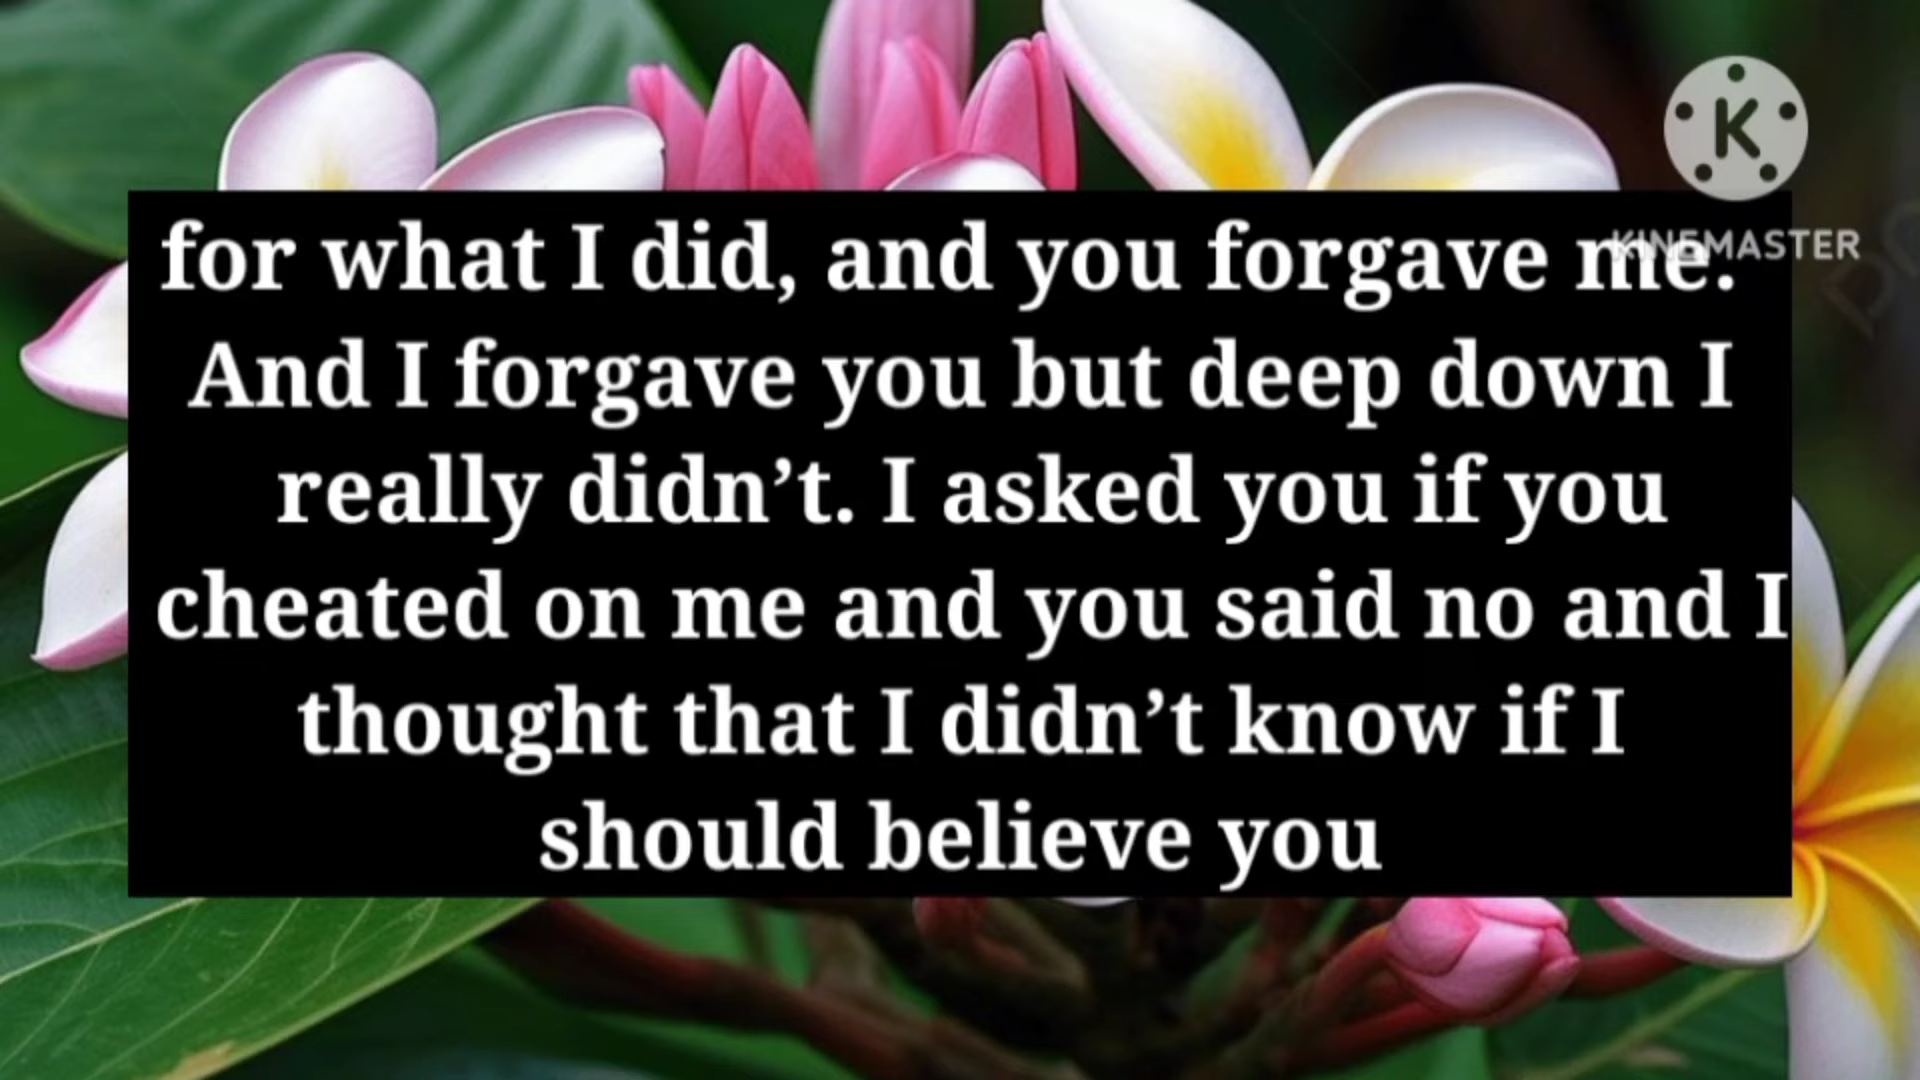 K
KINEMASTER
for what I did, and you forgave me.
And I forgave you but deep down I
really didn’t. I asked you if you
cheated on me and you said no and I
thought that I didn’t know if I
should believe you